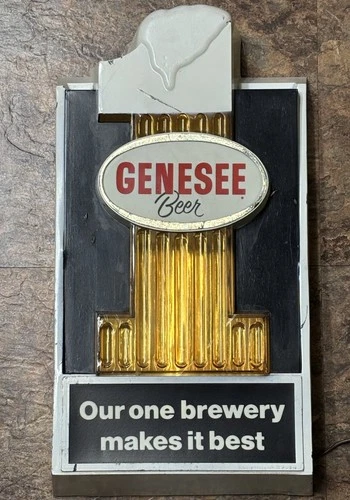 GENESEE
Beer
Our one brewery
makes it best